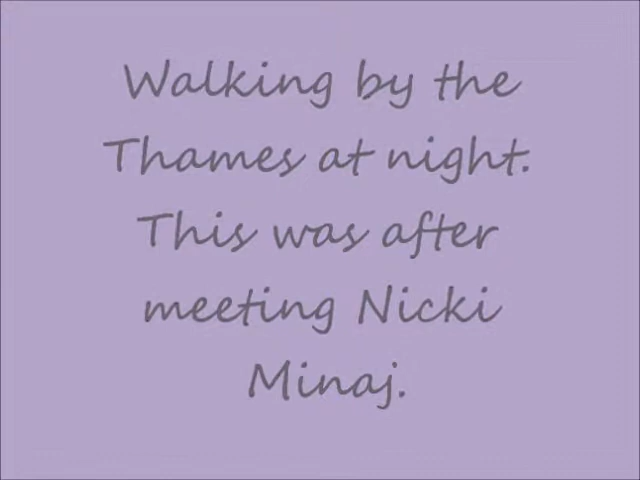 Walking by the
Thames at night.
This was after
meeting Nicki
Minaj.